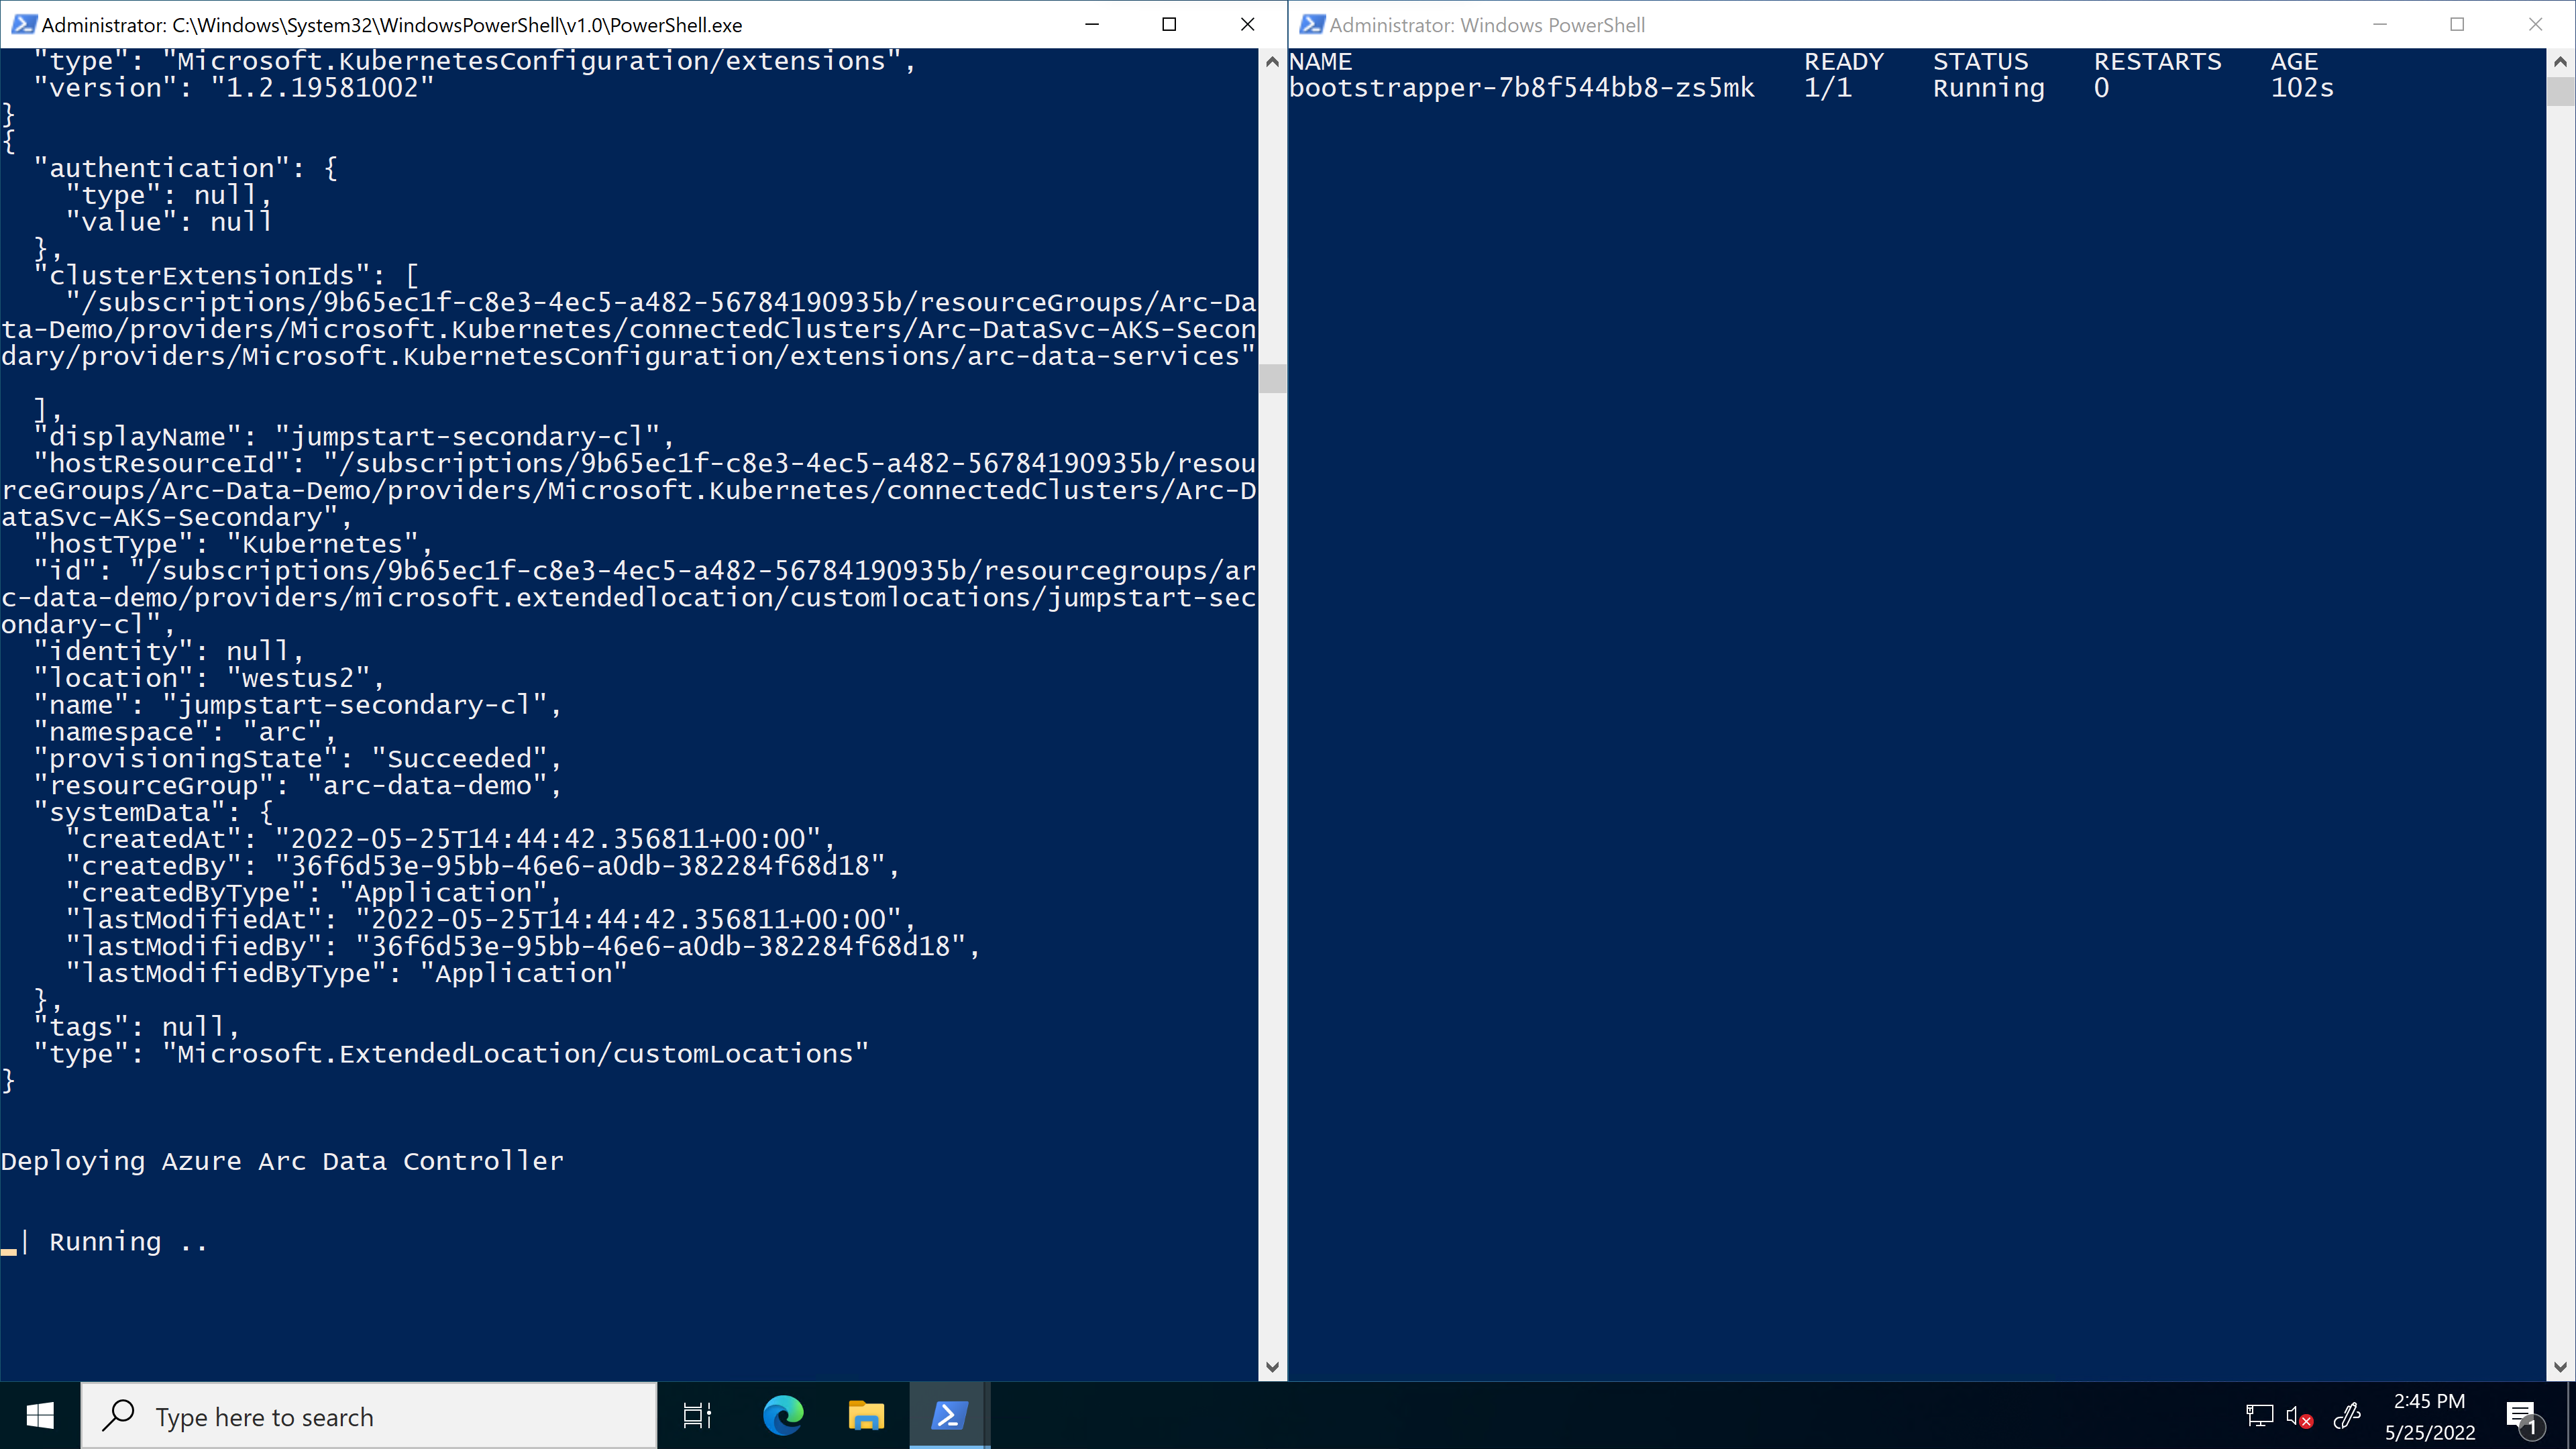 Administrator: C:\Windows\System32\WindowsPowerShell\v1.0\PowerShell.exe
"type": "Microsoft.KubernetesConfiguration/extensions",
"version": "1.2.19581002"
}
{
"authentication": {
"type": null,
"value": null
},
"clusterExtensionIds": [
"/subscriptions/9b65ec1f-c8e3-4ec5-a482-56784190935b/resourceGroups/Arc-Da
ta-Demo/providers/Microsoft.Kubernetes/connectedClusters/Arc-DataSvc-AKS-Secon
dary/providers/Microsoft.KubernetesConfiguration/extensions/arc-data-services"
],
"displayName": "jumpstart-secondary-cl",
"hostResourceId": "/subscriptions/9b65ec1f-c8e3-4ec5-a482-56784190935b/resou
rceGroups/Arc-Data-Demo/providers/Microsoft.Kubernetes/connectedClusters/Arc-D
ataSvc-AKS-Secondary",
"hostType": "Kubernetes",
"id": "/subscriptions/9b65ec1f-c8e3-4ec5-a482-56784190935b/resourcegroups/ar
c-data-demo/providers/microsoft.extendedlocation/customlocations/jumpstart-sec
ondary-cl",
"identity": null,
"location": "westus2",
"name": "jumpstart-secondary-cl",
"namespace": "arc",
"provisioningState": "Succeeded",
"resourceGroup": "arc-data-demo",
"systemData": {
"createdAt": "2022-05-25T14:44:42.356811+00:00",
"createdBy": "36f6d53e-95bb-46e6-a0db-382284f68d18",
"createdByType": "Application",
"lastModifiedAt": "2022-05-25T14:44:42.356811+00:00",
"lastModifiedBy": "36f6d53e-95bb-46e6-a0db-382284f68d18",
"lastModifiedByType": "Application"
},
"tags": null,
"type": "Microsoft.ExtendedLocation/customLocations"
}
Deploying Azure Arc Data Controller
_| Running ..
Administrator: Windows PowerShell
NAME READY STATUS RESTARTS AGE
bootstrapper-7b8f544bb8-zs5mk 1/1 Running 0 102s
Type here to search
2:45 PM
5/25/2022
1